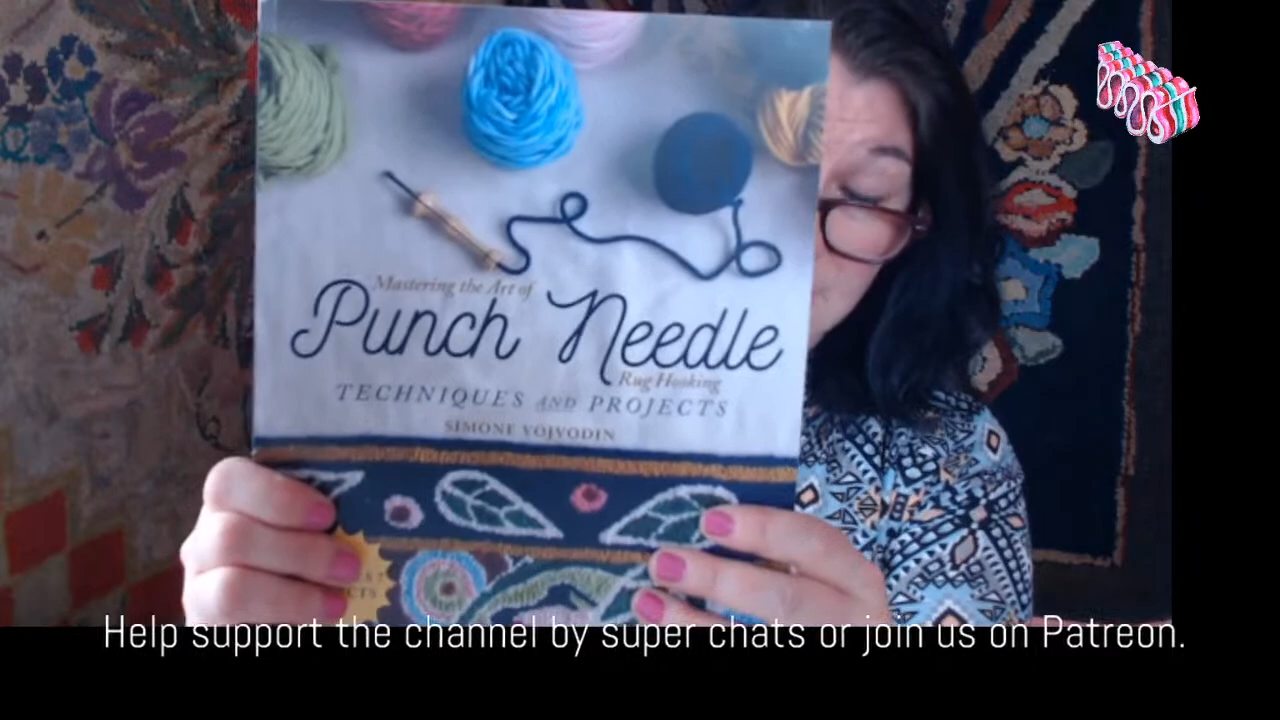 Mastering the Art of
Punch Needle
Rug Hooking
TECHNIQUES AND PROJECTS
SIMONE VOJVODIN
Help support the channel by super chats or join us on Patreon.